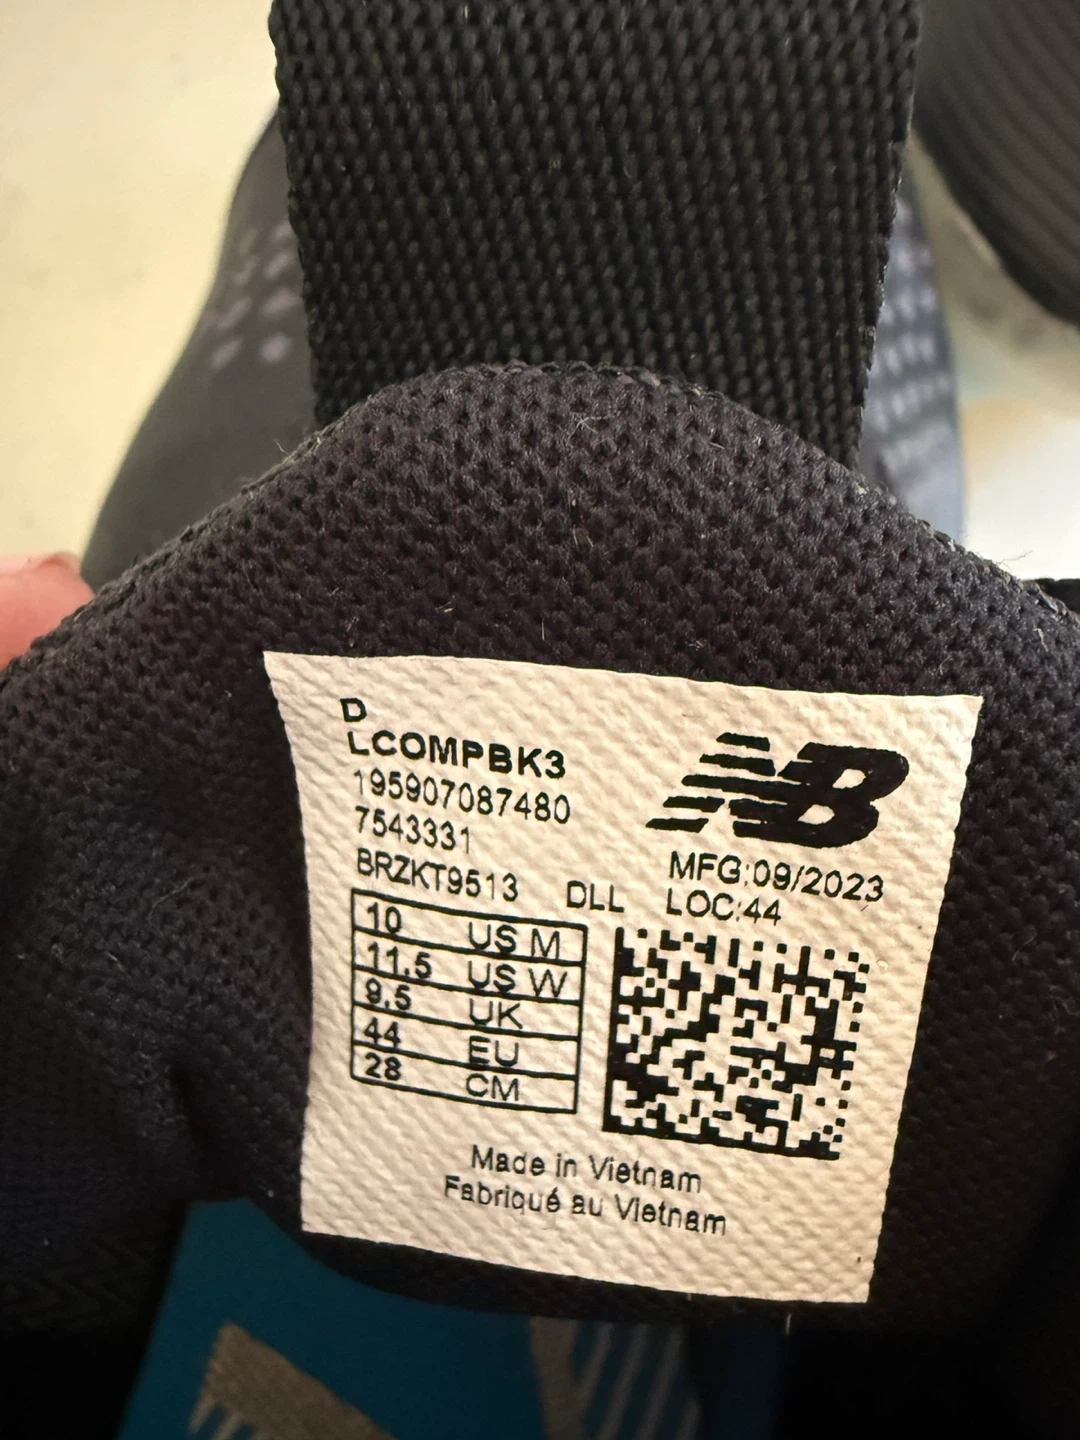 D
LCOMPBK3
195907087480
7543331
BRZKT9513 DLL
NB
MFG:09/2023
LOC:44
10 US M
11.5 US W
9.5 UK
44 EU
28 CM
Made in Vietnam
Fabriqué au Vietnam